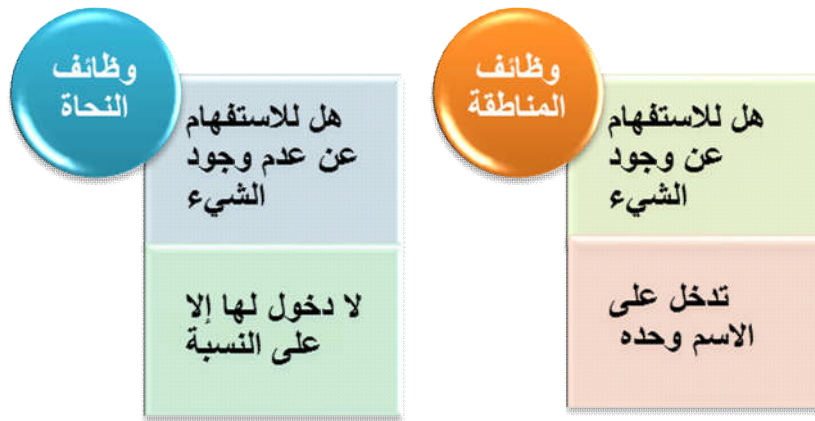 وظائف
المناطقة
هل للاستفهام
عن وجود
الشيء
تدخل على
الاسم وحده
وظائف
النحاة
هل للاستفهام
عن عدم وجود
الشيء
لا دخول لها إلا
على النسبة